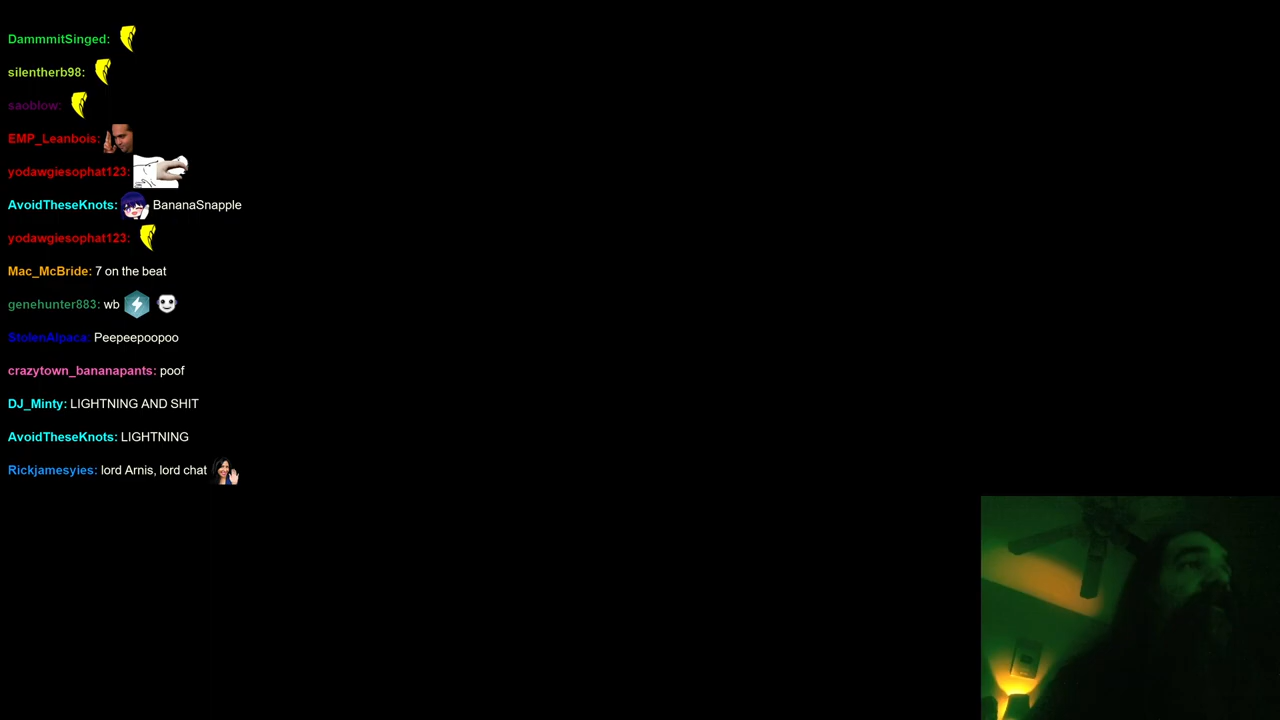 DammmitSinged:
silentherb98:
saoblow:
EMP_Leanbois:
yodawgiesophat123:
AvoidTheseKnots: BananaSnapple
yodawgiesophat123:
Mac_McBride: 7 on the beat
genehunter883: wb
StolenAlpaca: Peepeepoopoo
crazytown_bananapants: poof
DJ_Minty: LIGHTNING AND SHIT
AvoidTheseKnots: LIGHTNING
Rickjamesyies: lord Arnis, lord chat